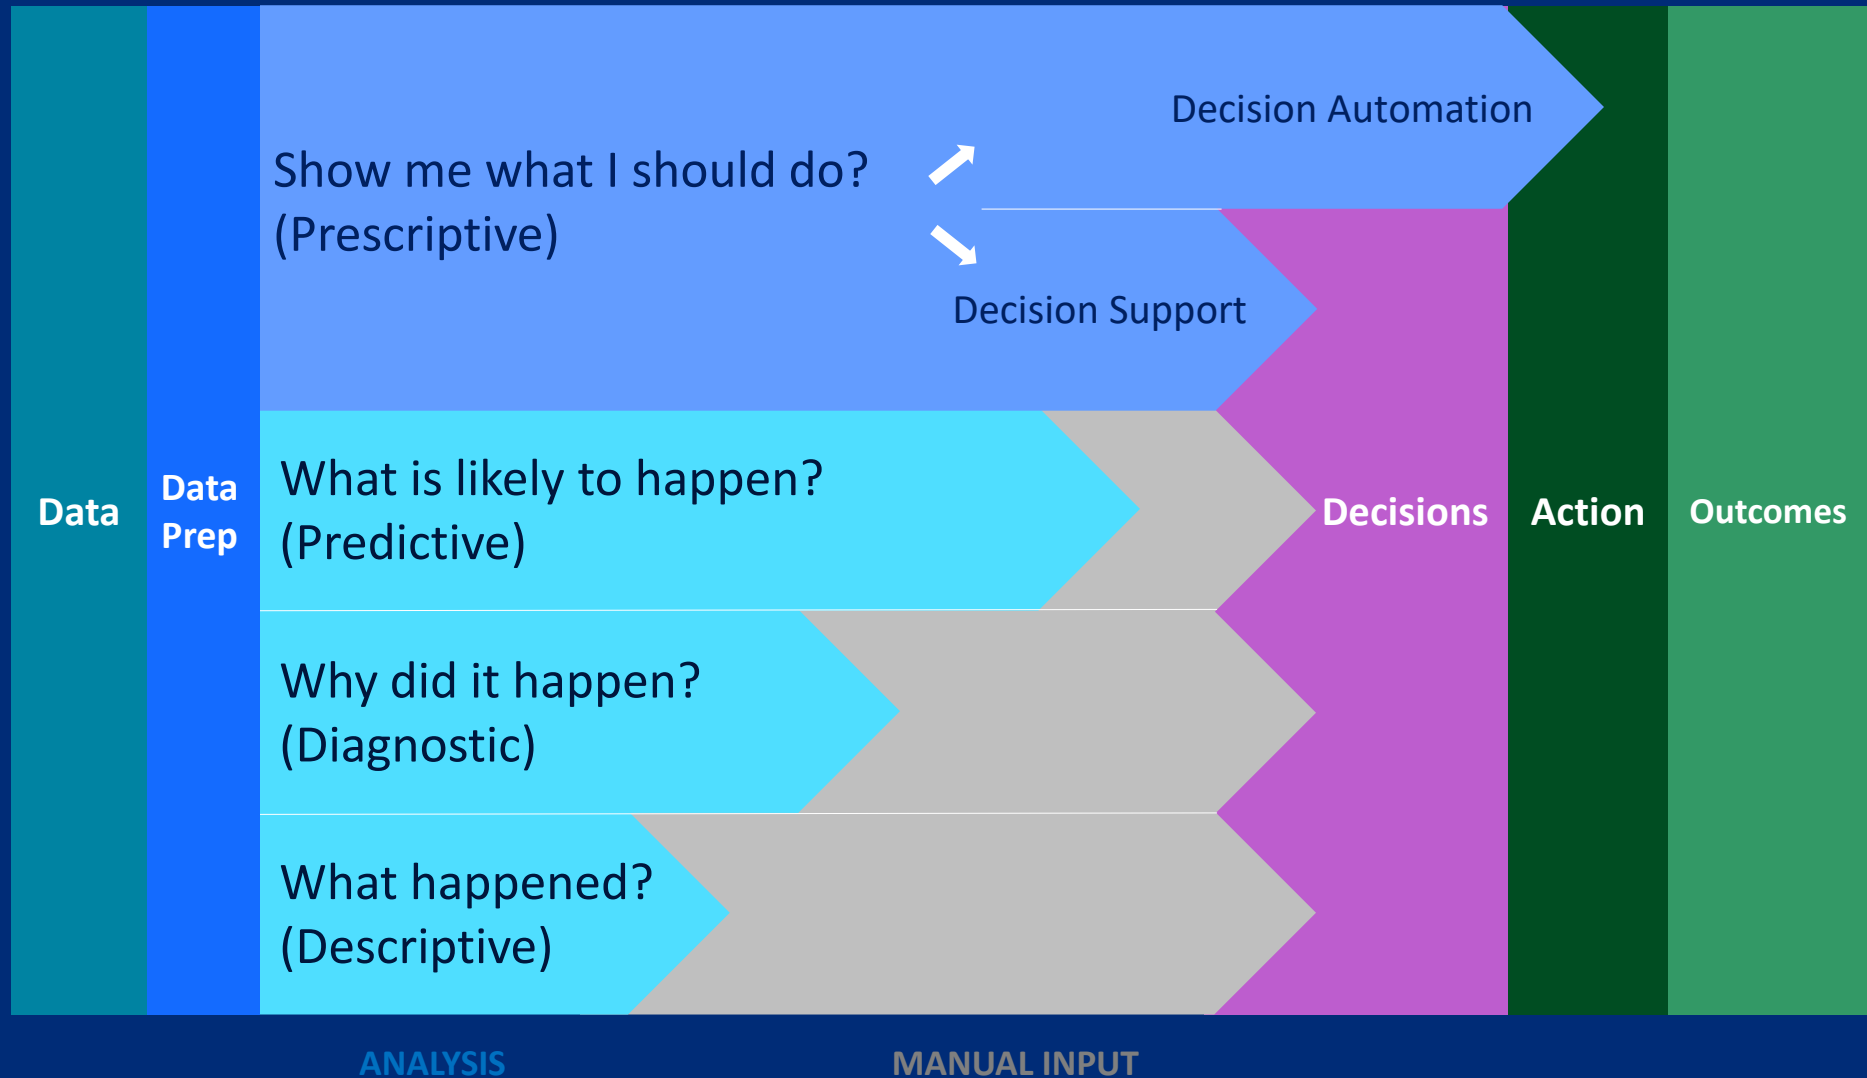 Data
Data
Prep
Show me what I should do?
(Prescriptive)
Decision Automation
Decision Support
What is likely to happen?
(Predictive)
Why did it happen?
(Diagnostic)
What happened?
(Descriptive)
Decisions
Action
Outcomes
ANALYSIS
MANUAL INPUT